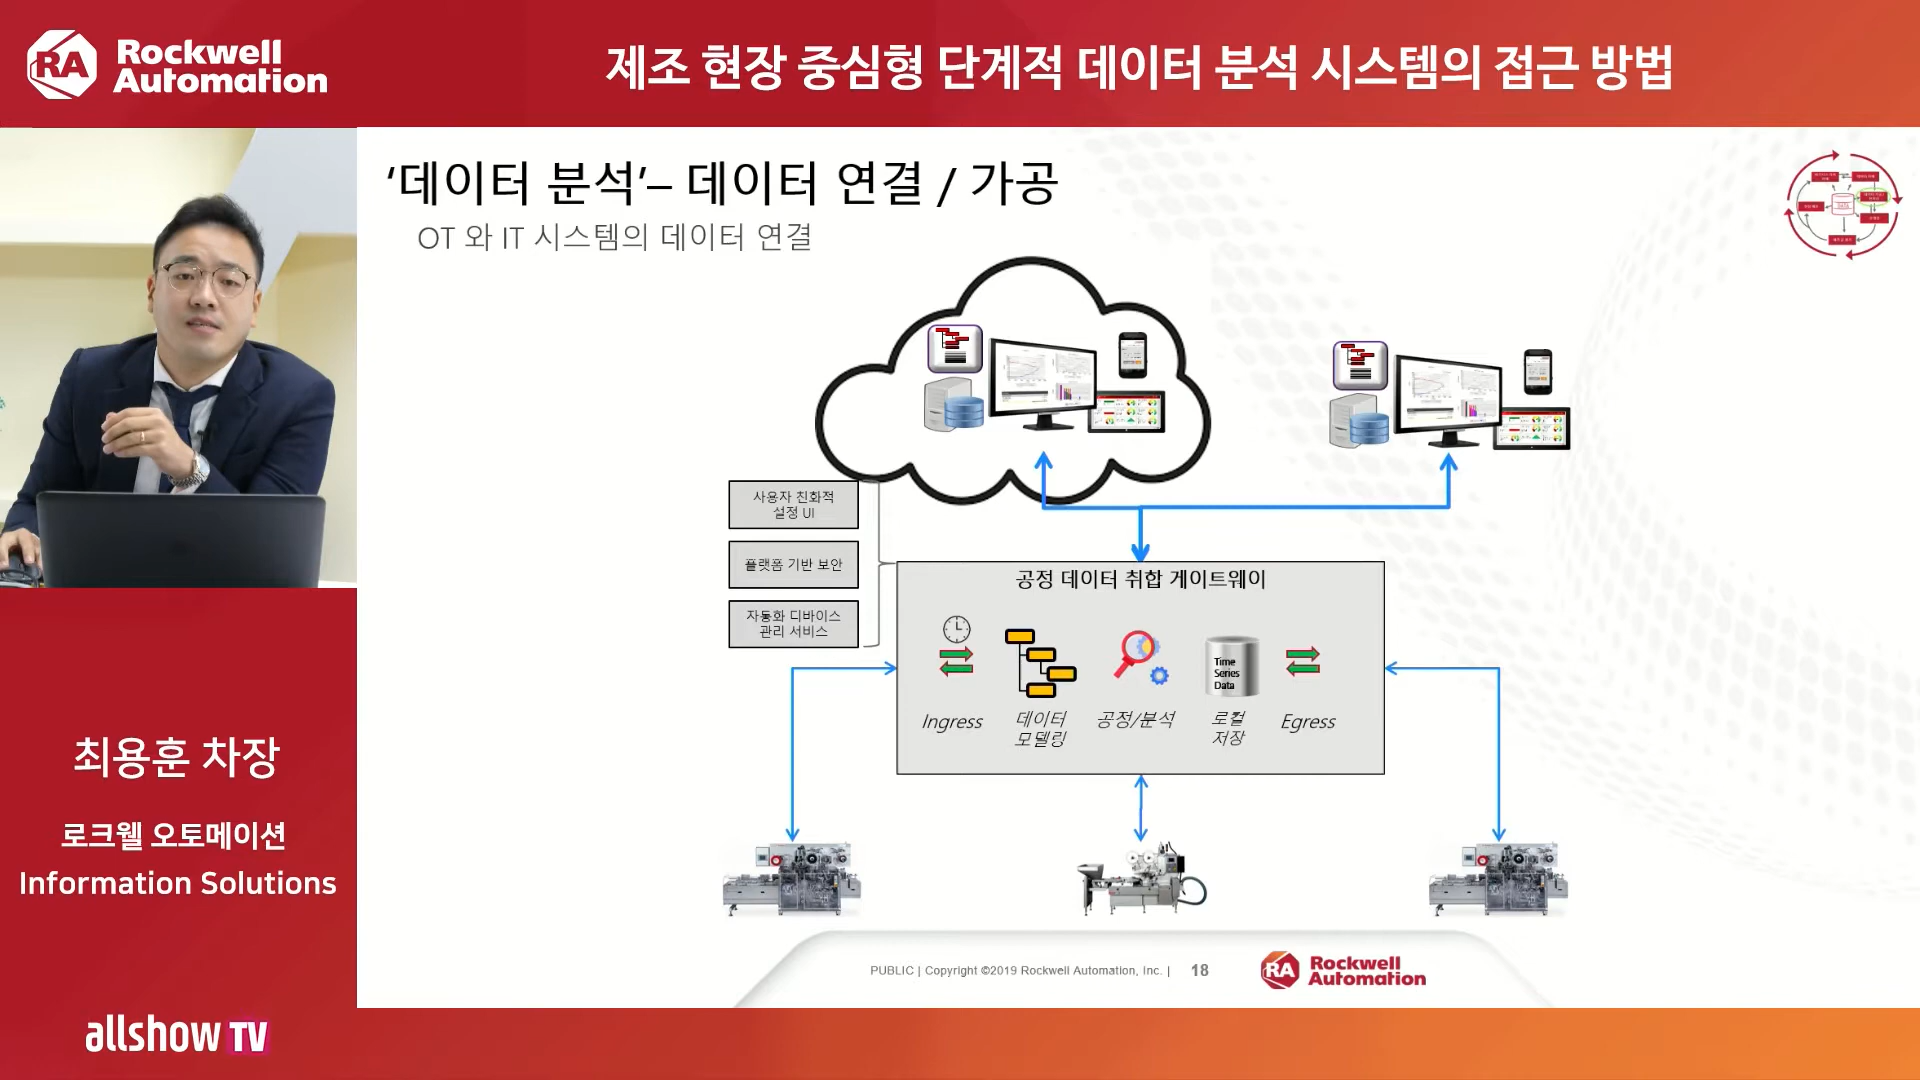 RA
Rockwell
Automation
제조 현장 중심형 단계적 데이터 분석 시스템의 접근 방법
‘데이터 분석’– 데이터 연결 / 가공
OT 와 IT 시스템의 데이터 연결
사용자 친화적
설정 UI
플랫폼 기반 보안
자동화 디바이스
관리 서비스
공정 데이터 취합 게이트웨이
Time
Series
Data
Ingress
데이터
모델링
공정/분석
로컬
저장
Egress
최용훈 차장
로크웰 오토메이션
Information Solutions
allshow TV
PUBLIC | Copyright ©2019 Rockwell Automation, Inc. |
18
RA
Rockwell
Automation